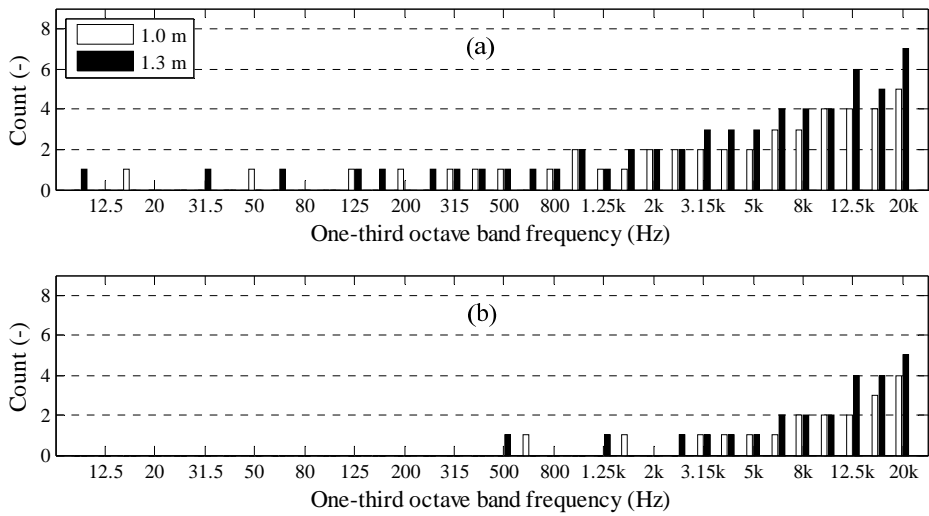 8
6
4
2
0
Count (-)
1.0 m
1.3 m
(a)
12.5 20 31.5 50 80 125 200 315 500 800 1.25k 2k 3.15k 5k 8k 12.5k 20k
One-third octave band frequency (Hz)
8
6
4
2
0
Count (-)
(b)
12.5 20 31.5 50 80 125 200 315 500 800 1.25k 2k 3.15k 5k 8k 12.5k 20k
One-third octave band frequency (Hz)